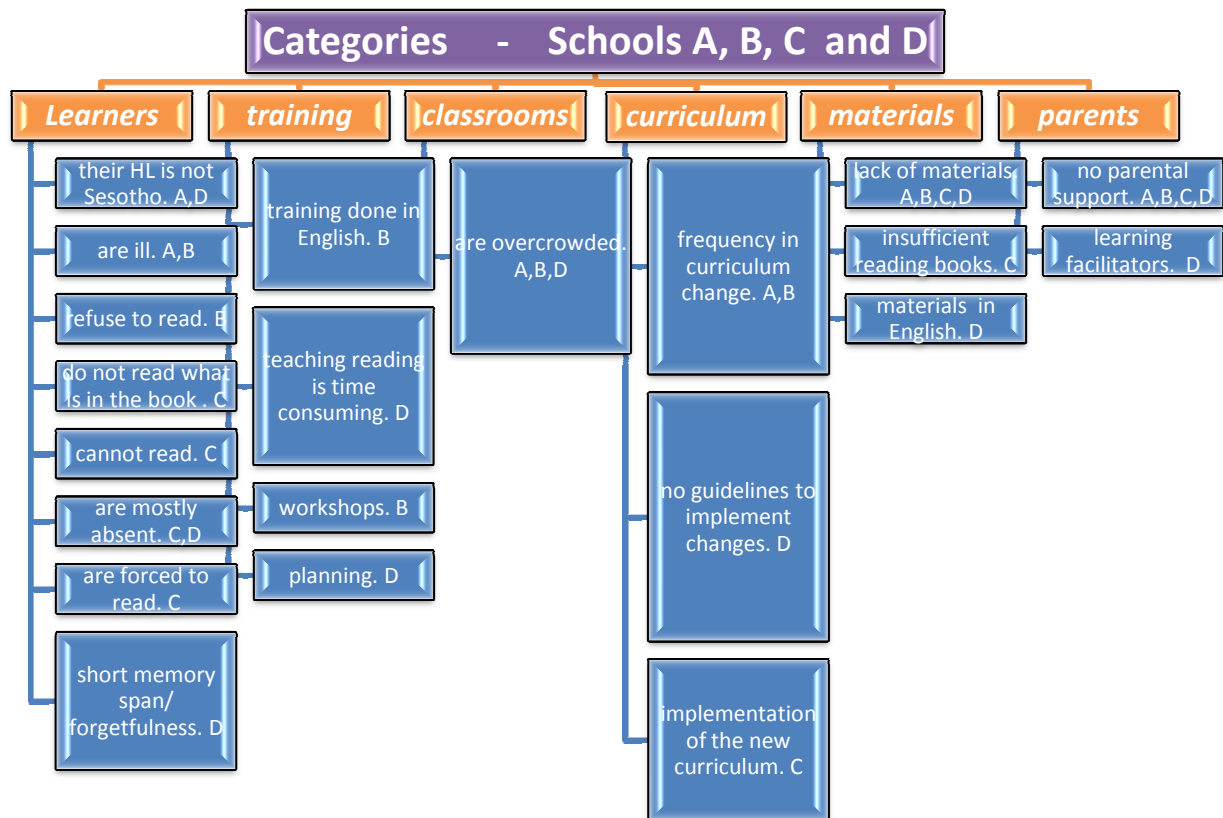 Categories - Schools A, B, C and D
Learners
training
classrooms
curriculum
materials
parents
their HL is not
Sesotho. A,D
are ill. A,B
refuse to read. B
do not read what
is in the book . C
cannot read. C
are mostly
absent. C,D
are forced to
read. C
short memory
span/
forgetfulness. D
training done in
English. B
teaching reading
is time
consuming. D
workshops. B
planning. D
are overcrowded.
A,B,D
frequency in
curriculum
change. A,B
no guidelines to
implement
changes. D
implementation
of the new
curriculum. C
lack of materials.
A,B,C,D
insufficient
reading books. C
materials in
English. D
no parental
support. A,B,C,D
learning
facilitators. D